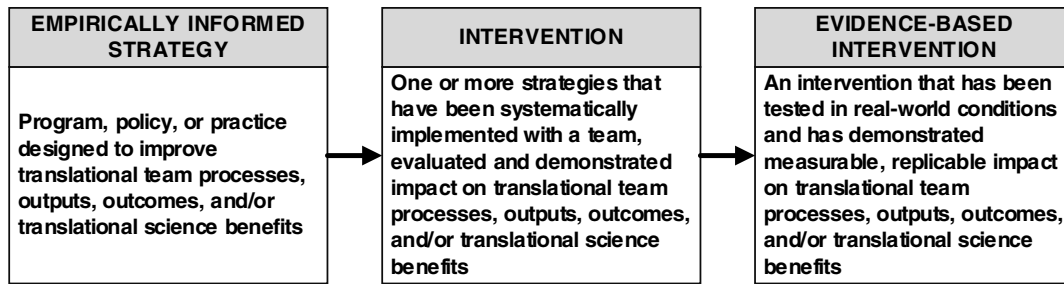 EMPIRICALLY INFORMED
STRATEGY
Program, policy, or practice
designed to improve
translational team processes,
outputs, outcomes, and/or
translational science benefits
INTERVENTION
One or more strategies that
have been systematically
implemented with a team,
evaluated and demonstrated
impact on translational team
processes, outputs, outcomes,
and/or translational science
benefits
EVIDENCE-BASED
INTERVENTION
An intervention that has been
tested in real-world conditions
and has demonstrated
measurable, replicable impact
on translational team
processes, outputs, outcomes,
and/or translational science
benefits